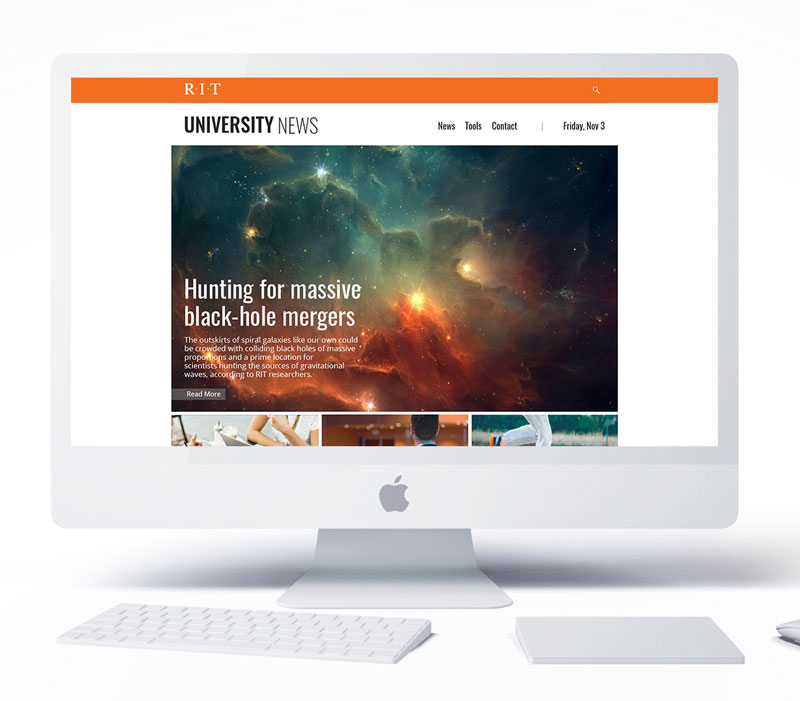 R·I·T
UNIVERSITY NEWS
News Tools Contact | Friday, Nov 3
Hunting for massive
black-hole mergers
The outskirts of spiral galaxies like our own could
be crowded with colliding black holes of massive
proportions and a prime location for
scientists hunting the sources of gravitational
waves, according to RIT researchers.
Read More